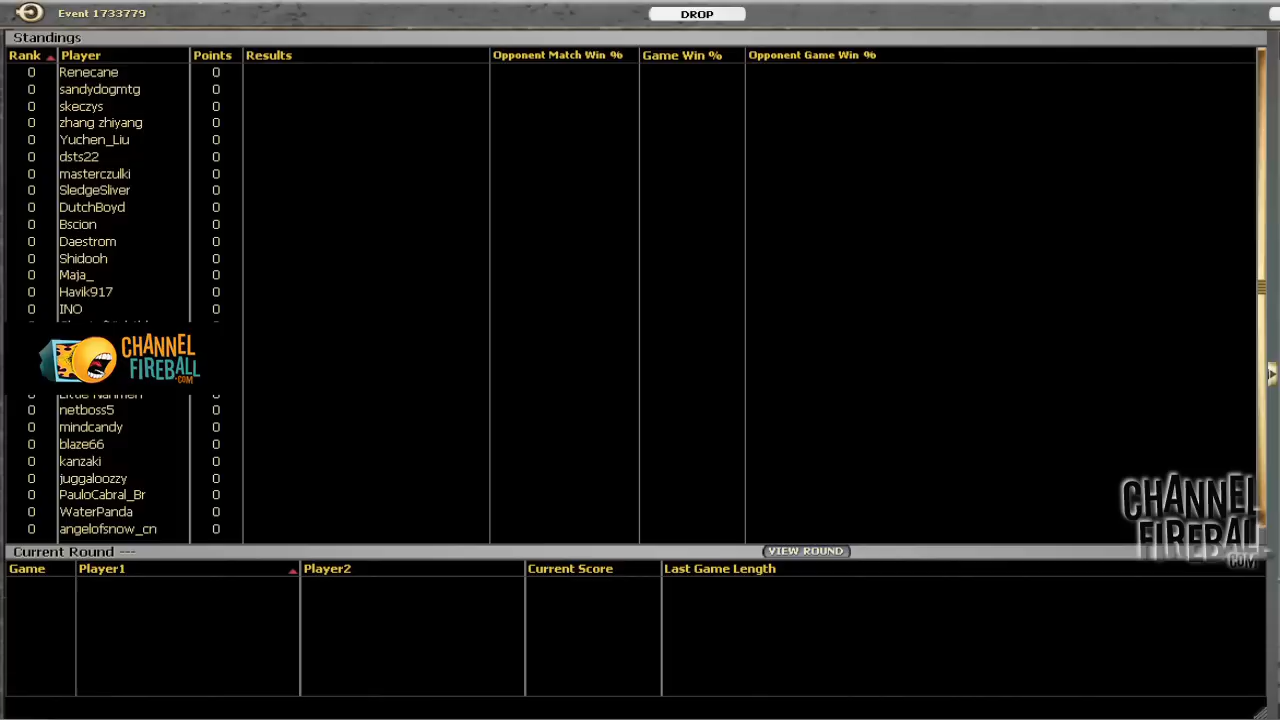 Event 1733779
DROP
Standings
Rank Player Points Results Opponent Match Win % Game Win % Opponent Game Win %
0 Renecane 0
0 sandydogmtg 0
0 skeczys 0
0 zhang zhiyang 0
0 Yuchen_Liu 0
0 dsts22 0
0 masterczulki 0
0 SledgeSliver 0
0 DutchBoyd 0
0 Bscion 0
0 Daestrom 0
0 Shidooh 0
0 Maja_ 0
0 Havik917 0
0 INO 0
CHANNEL
FIREBALL
.COM
0 netboss5 0
0 mindcandy 0
0 blaze66 0
0 kanzaki 0
0 juggaloozzy 0
0 PauloCabral_Br 0
0 WaterPanda 0
0 angelofsnow_cn 0
CHANNEL
FIREBALL
.COM
Current Round ---
VIEW ROUND
Game Player1 Player2 Current Score Last Game Length